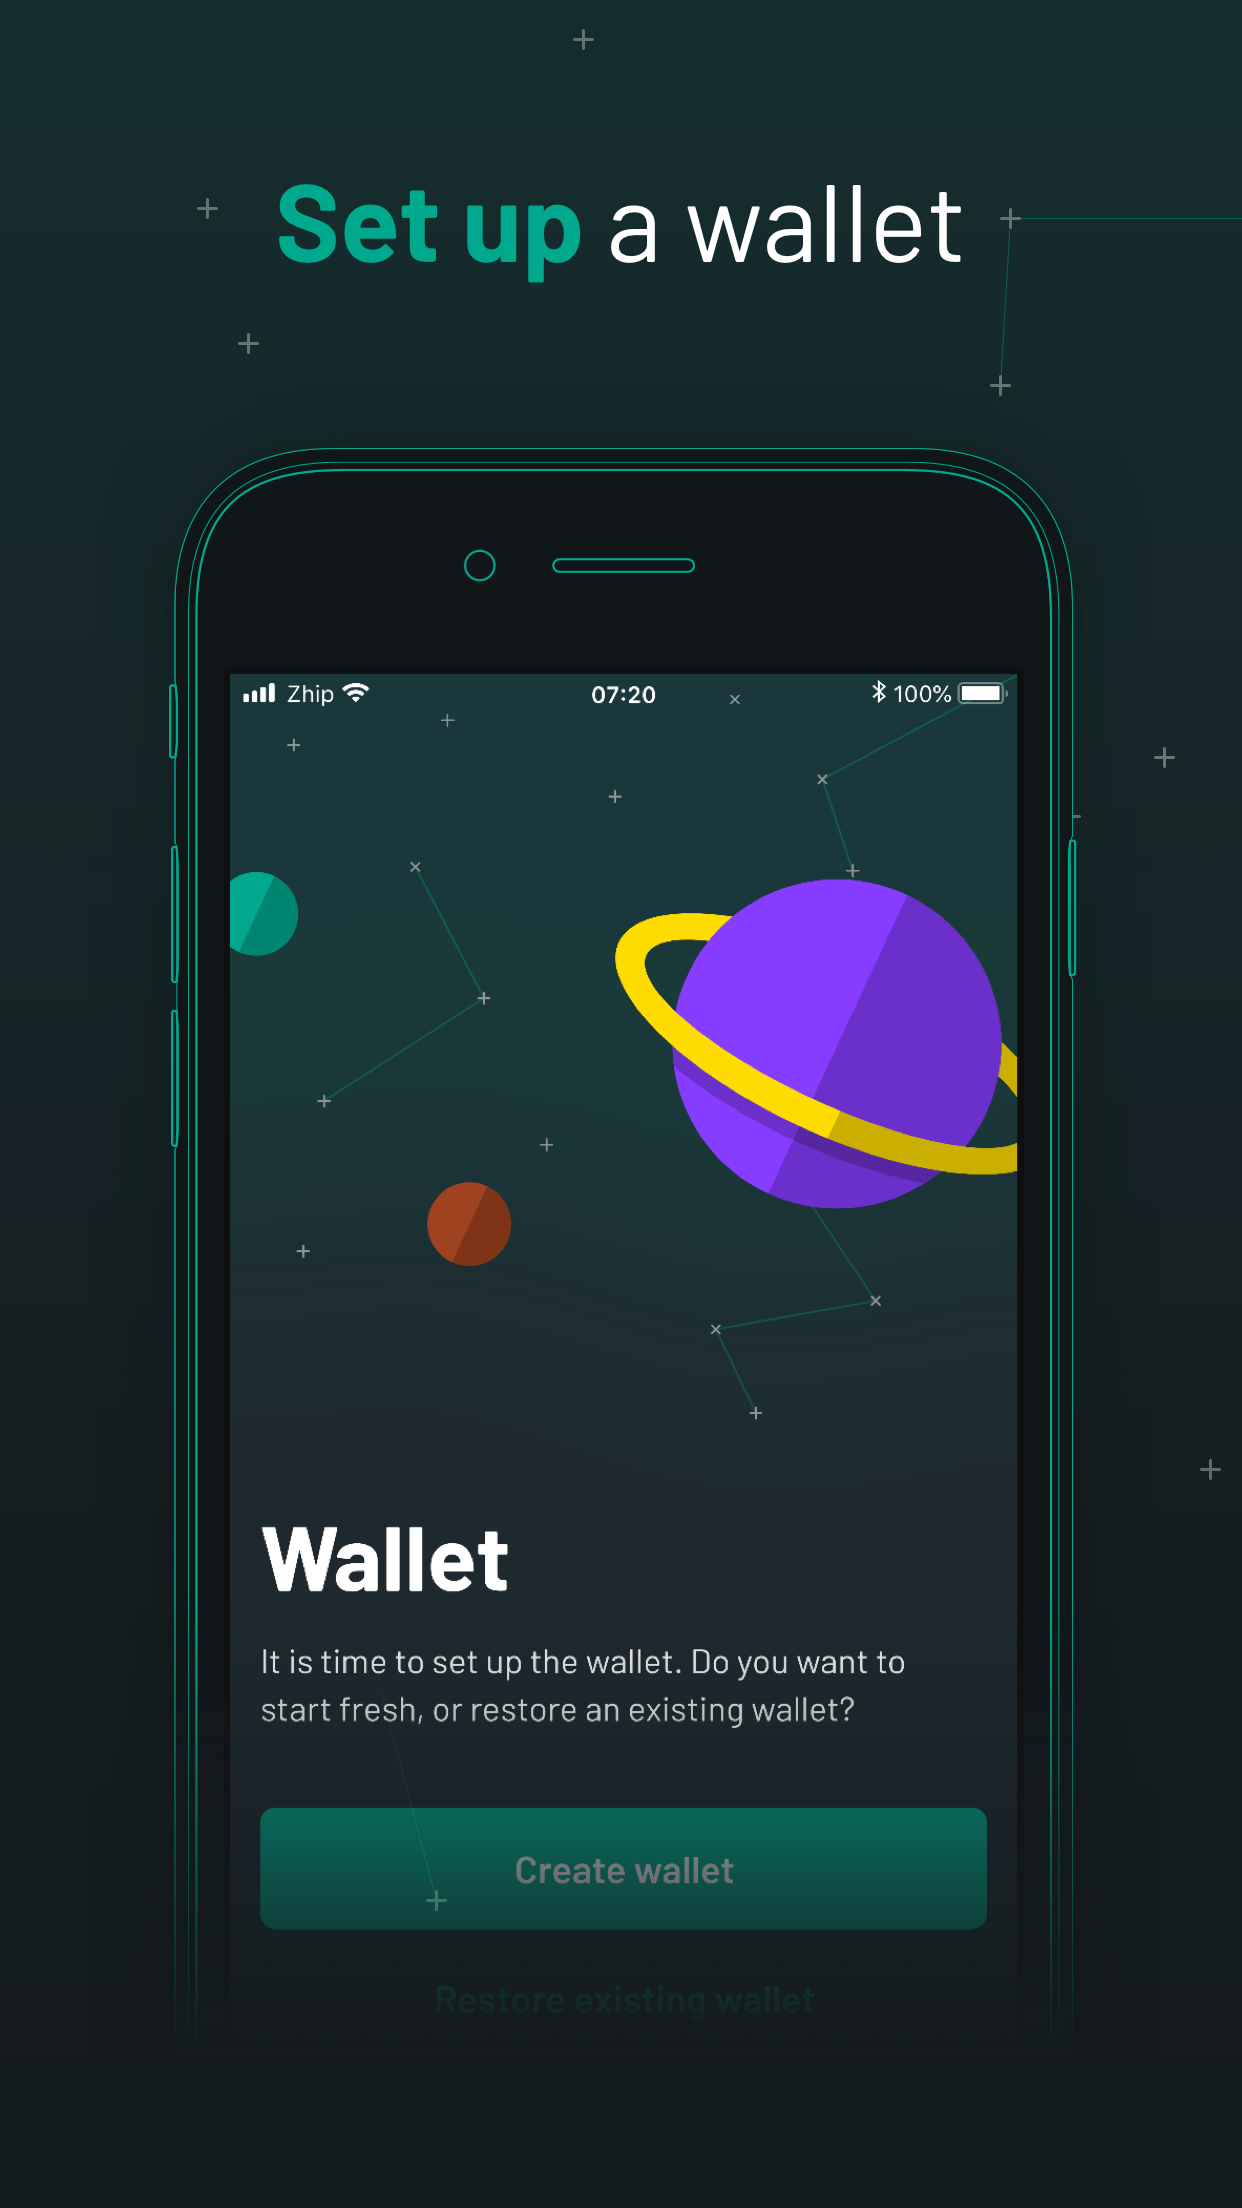 Set up a wallet
Zhip 07:20 100%
Wallet
It is time to set up the wallet. Do you want to
start fresh, or restore an existing wallet?
Create wallet
Restore existing wallet